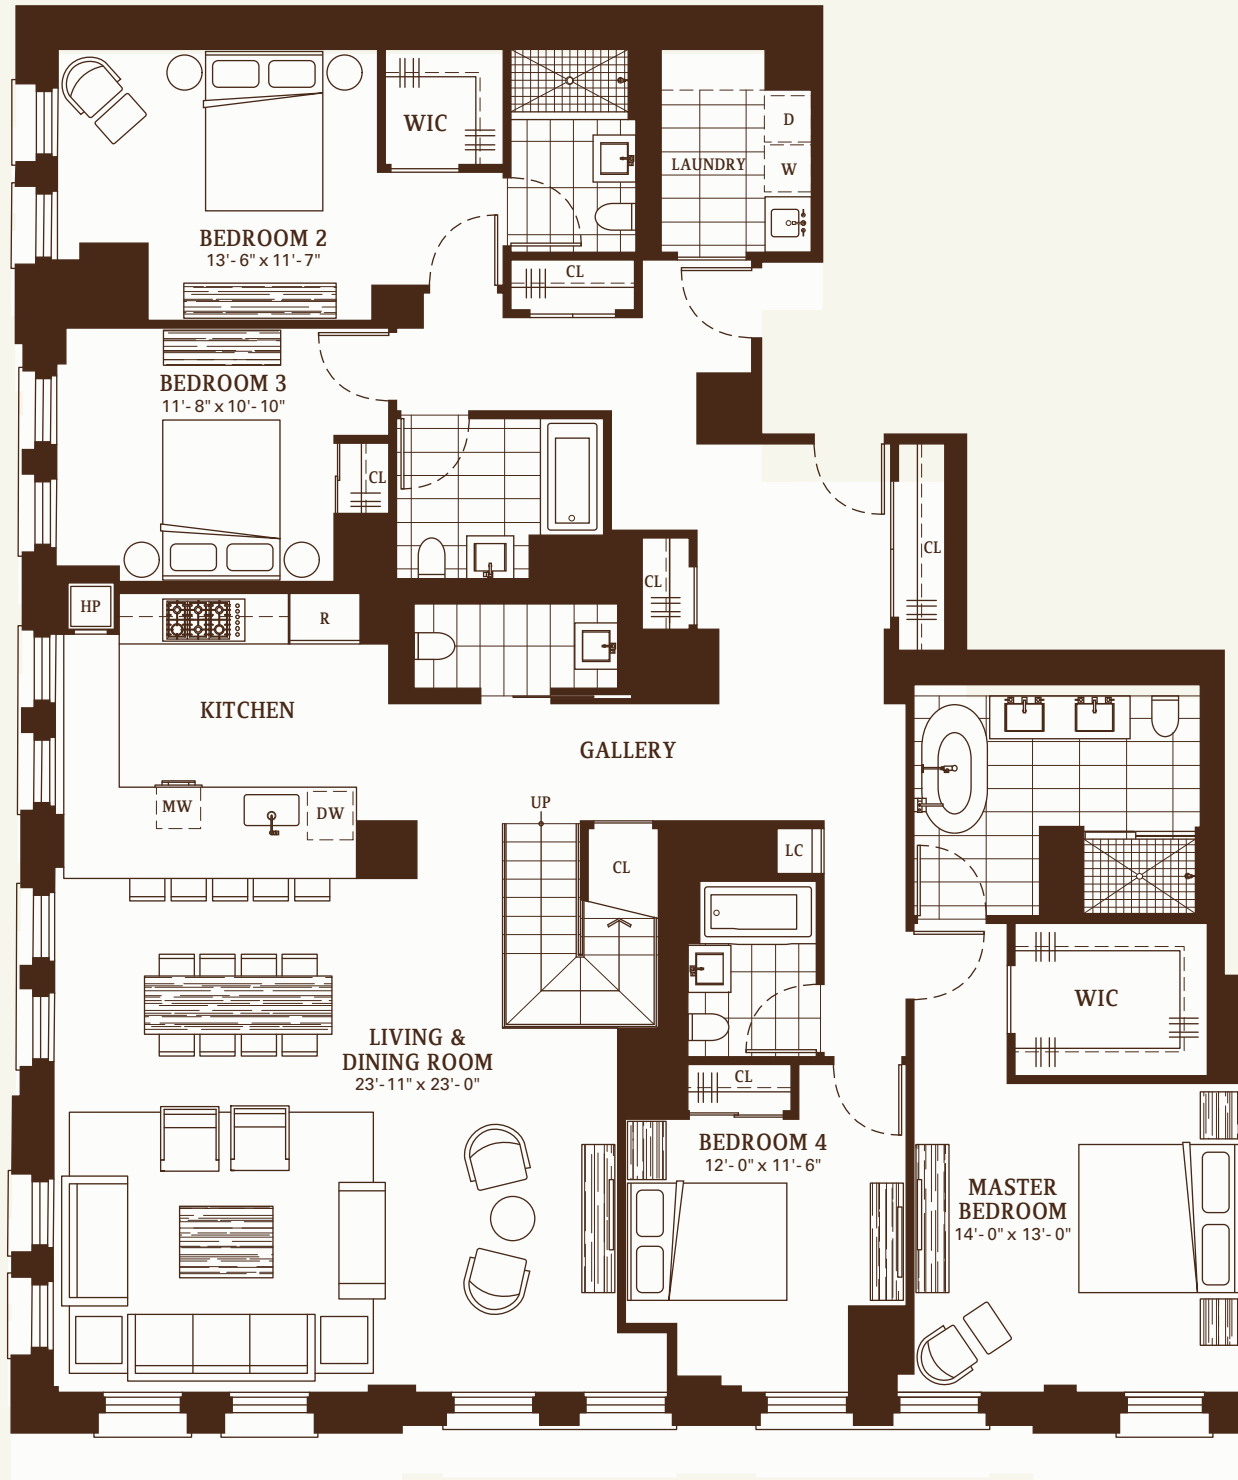 D
WIC
W
LAUNDRY
BEDROOM 2
13'-6" x 11'-7"
CL
BEDROOM 3
11'-8" x 10'-10"
CL
CL
CL
HP
R
KITCHEN
GALLERY
UP
MW
DW
LC
CL
WIC
LIVING &
DINING ROOM
23'-11" x 23'-0"
CL
BEDROOM 4
12'-0" x 11'-6"
MASTER
BEDROOM
14'-0" x 13'-0"